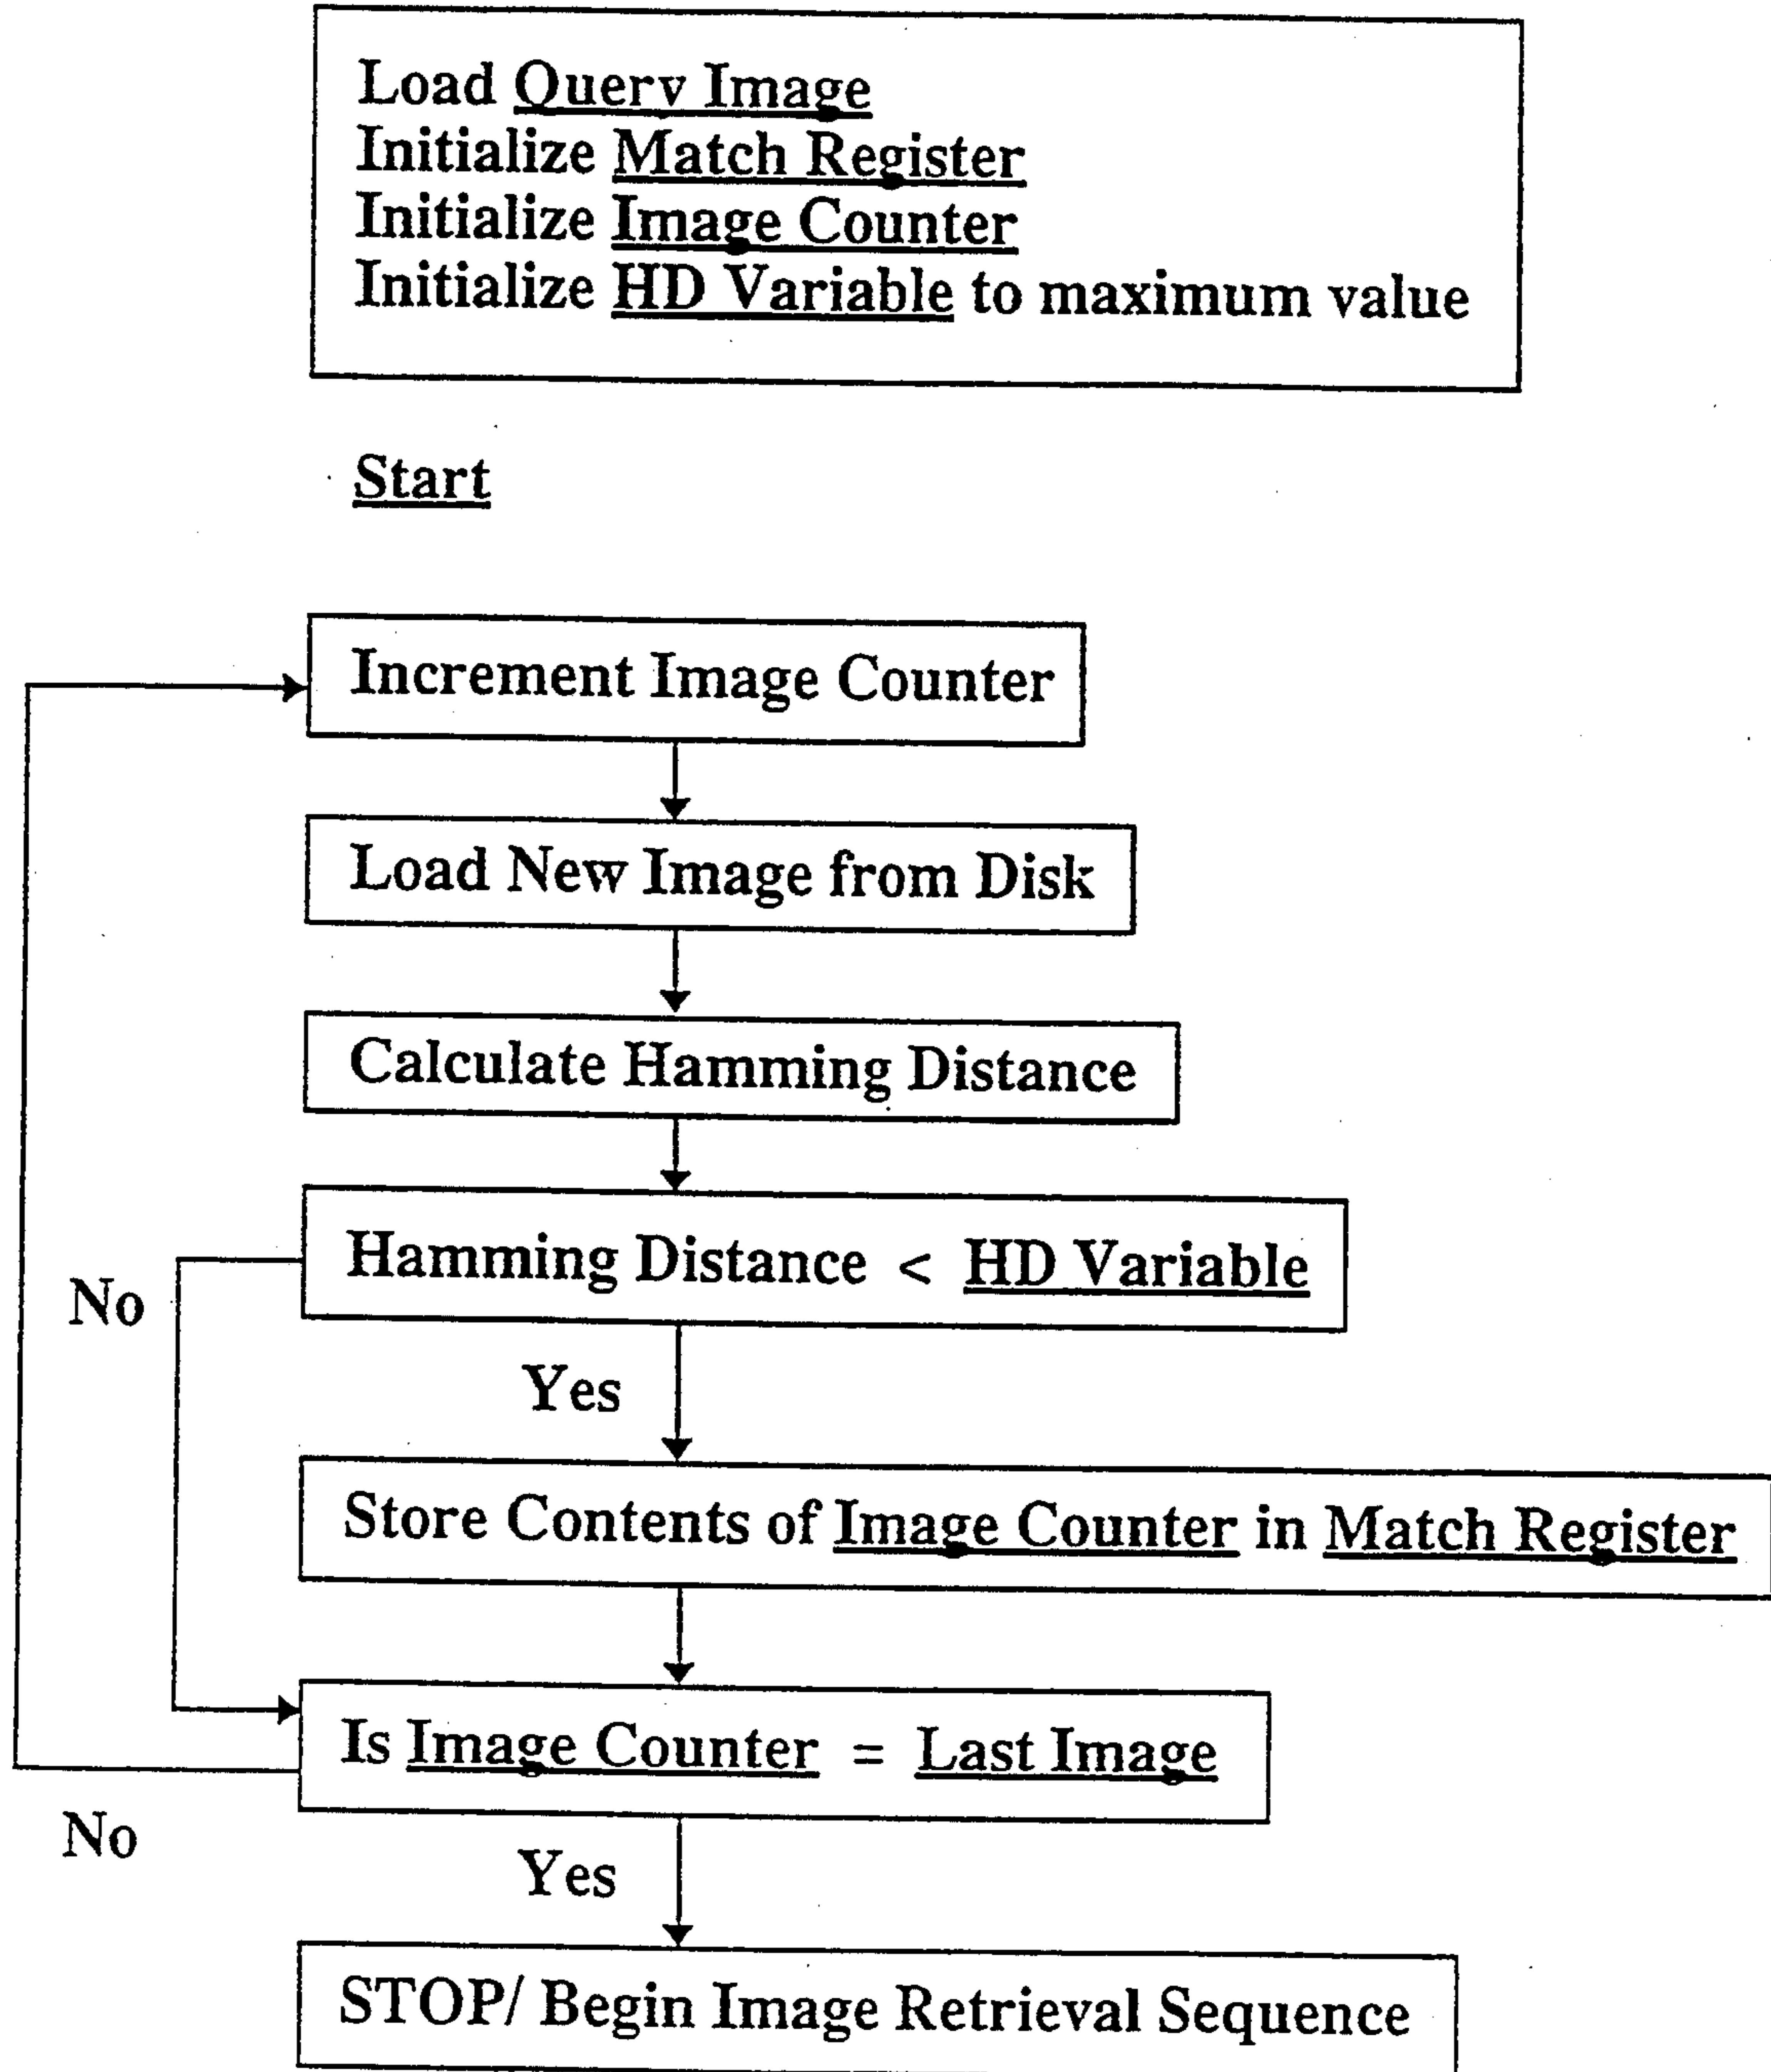 Load Query Image
Initialize Match Register
Initialize Image Counter
Initialize HD Variable to maximum value
Start
Increment Image Counter
Load New Image from Disk
Calculate Hamming Distance
Hamming Distance < HD Variable
No
Yes
Store Contents of Image Counter in Match Register
Is Image Counter = Last Image
No
Yes
STOP/ Begin Image Retrieval Sequence